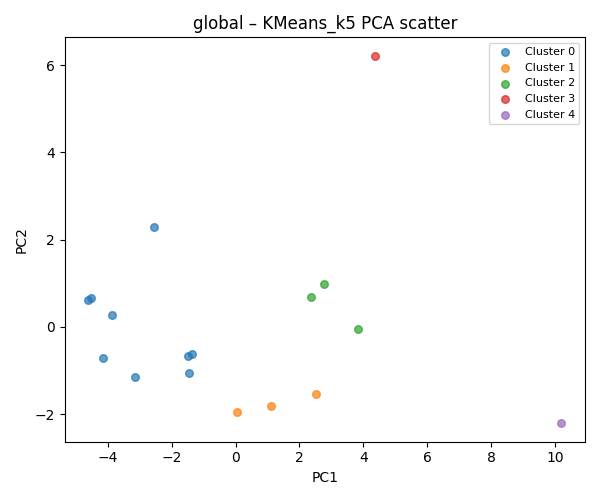 global – KMeans_k5 PCA scatter
Cluster 0
Cluster 1
Cluster 2
Cluster 3
Cluster 4
PC2
6
4
2
0
−2
−4
−2
0
2
4
6
8
10
PC1